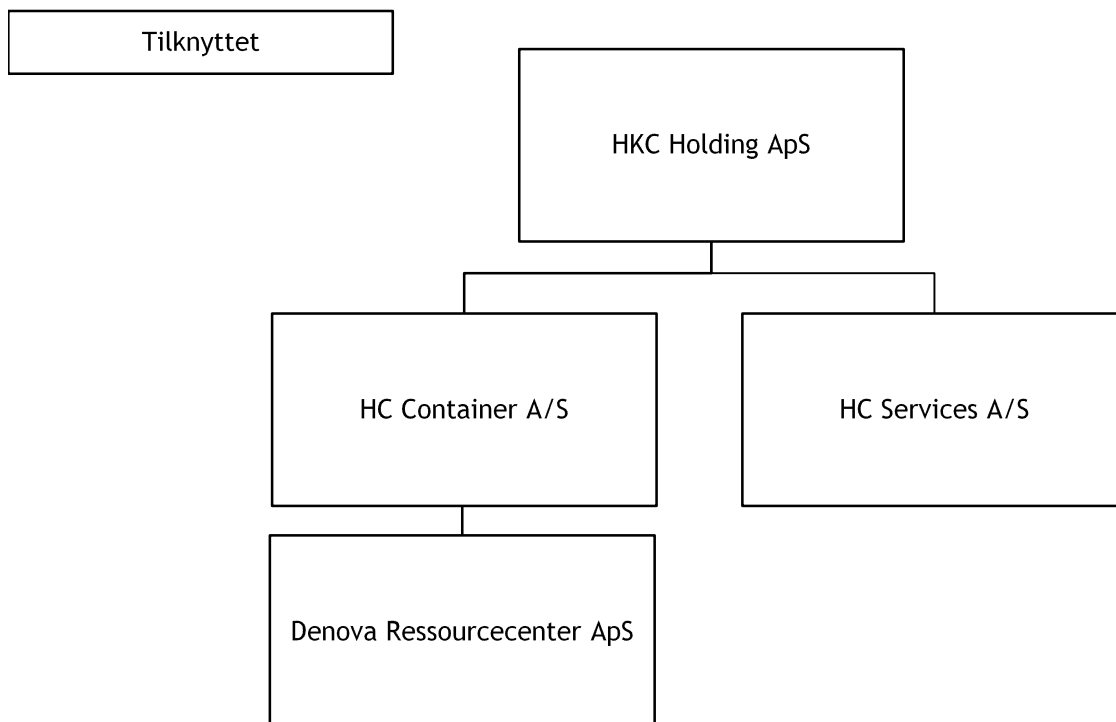 Tilknyttet
HKC Holding ApS
HC Container A/S
HC Services A/S
Denova Ressourcecenter ApS